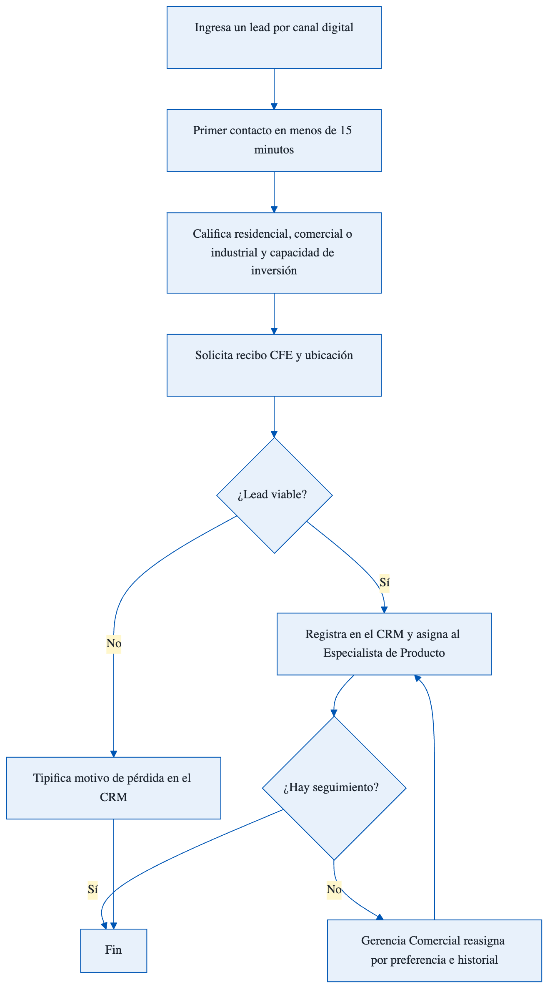 Ingresa un lead por canal digital
Primer contacto en menos de 15
minutos
Califica residencial, comercial o
industrial y capacidad de
inversión
Solicita recibo CFE y ubicación
¿Lead viable?
Sí
No
Registra en el CRM y asigna al
Especialista de Producto
Tipifica motivo de pérdida en el
CRM
¿Hay seguimiento?
Sí
No
Fin
Gerencia Comercial reasigna
por preferencia e historial